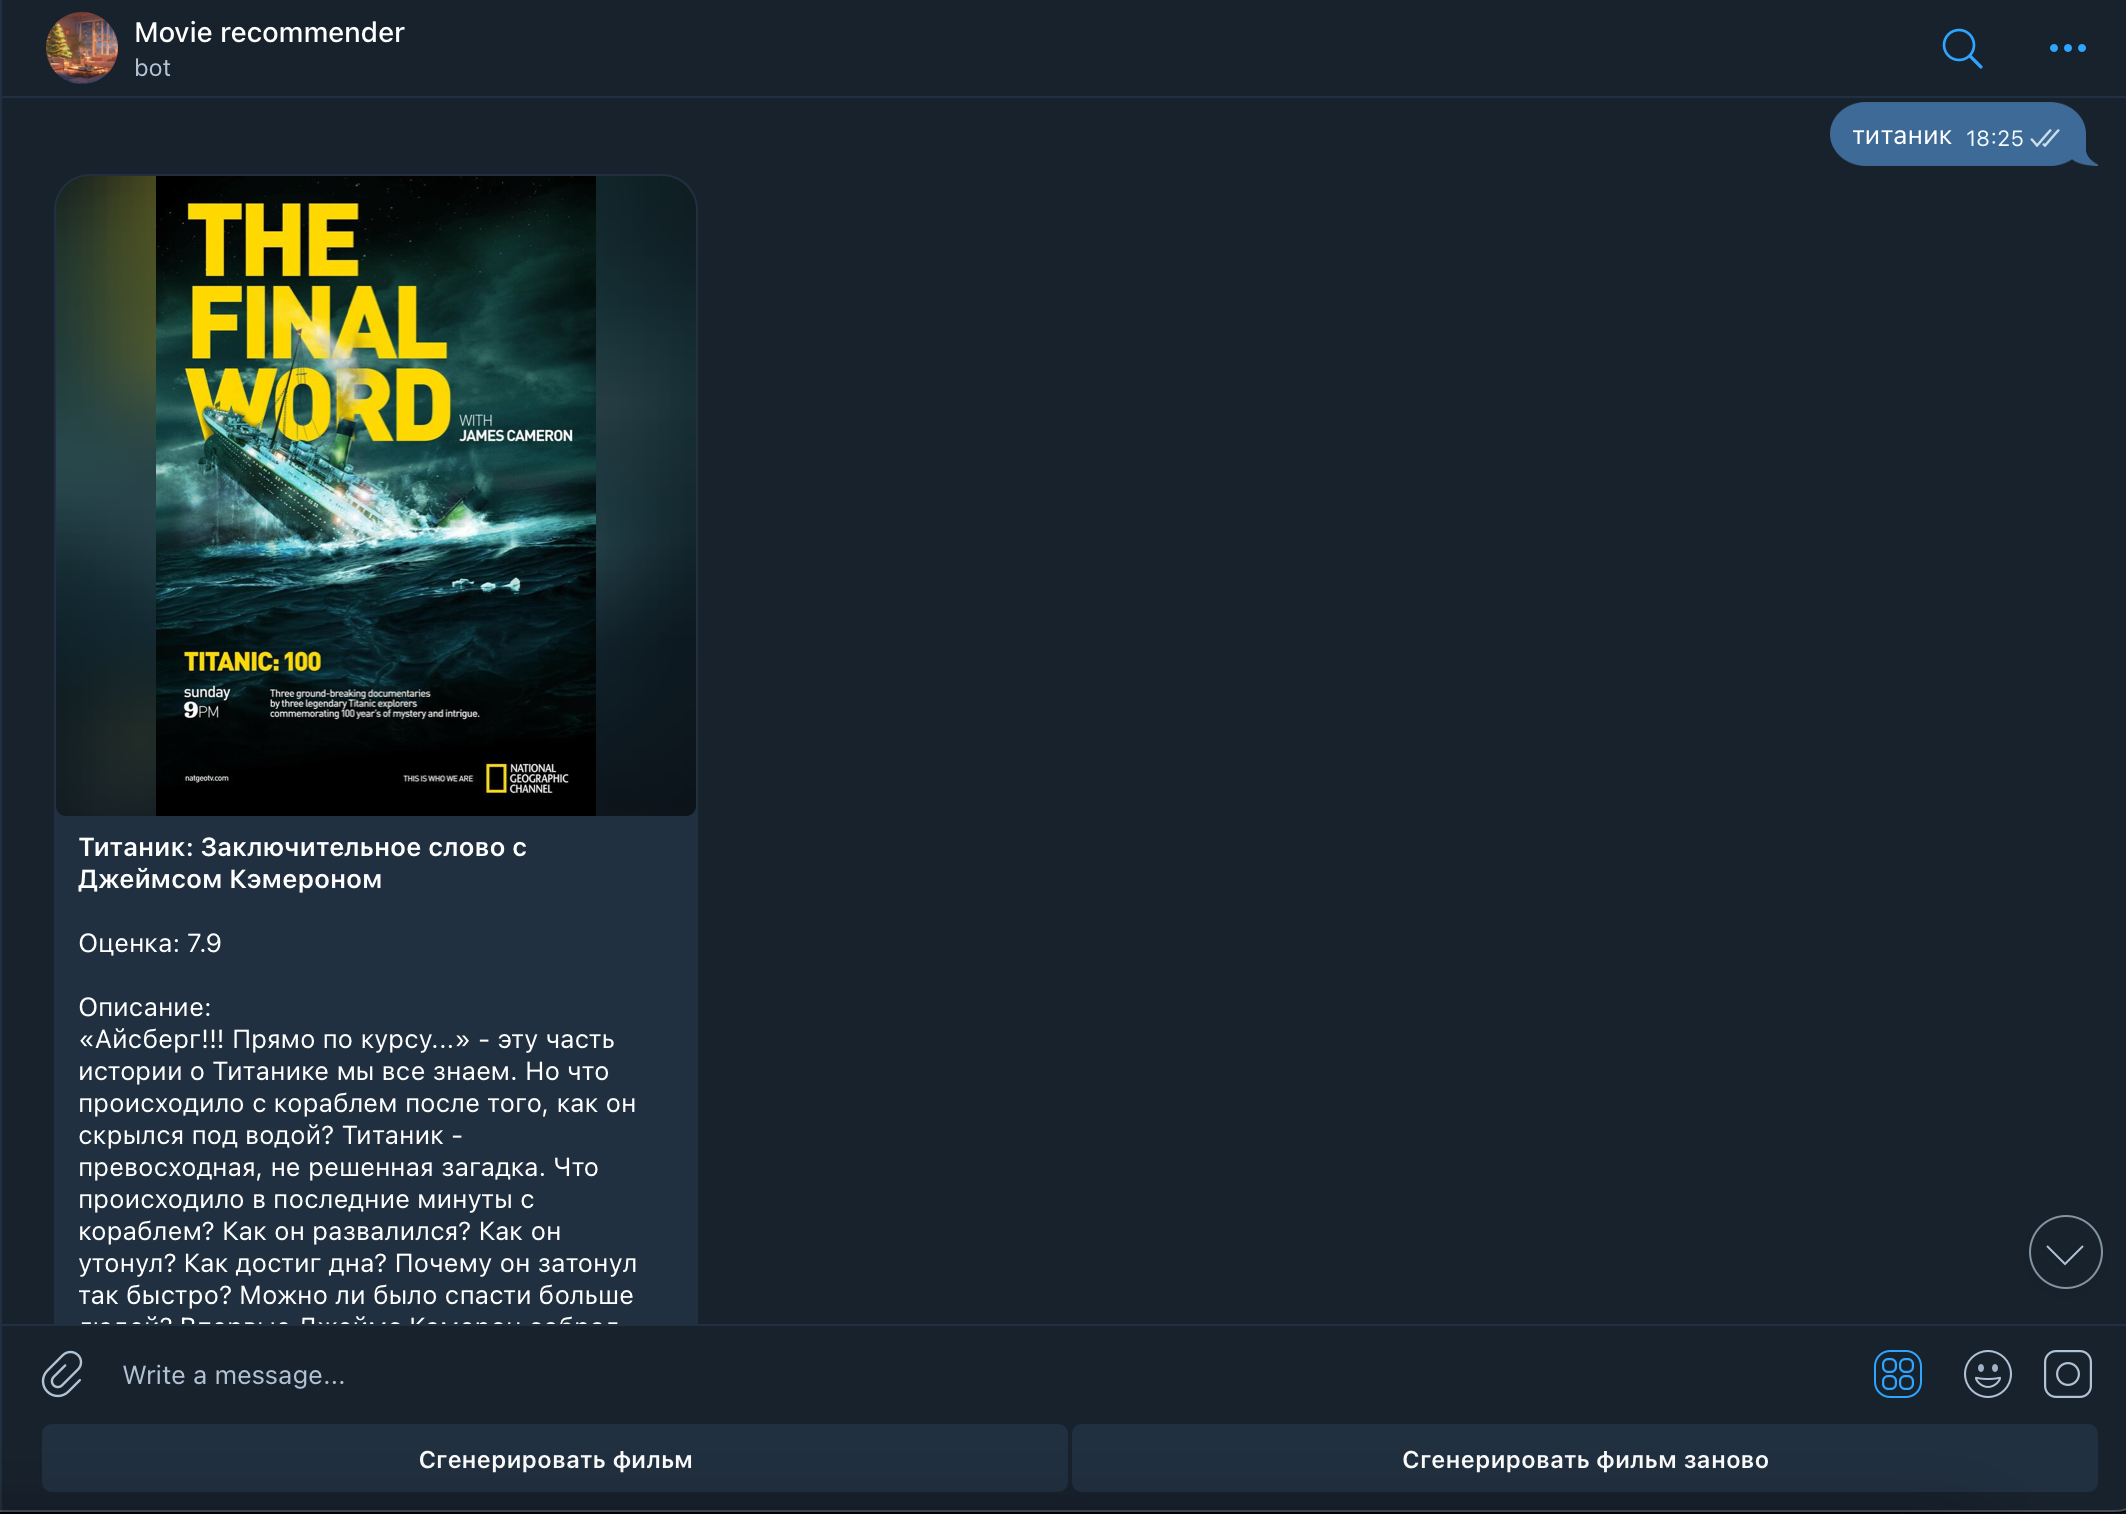 Movie recommender
bot
титаник 18:25
THE
FINAL
WORD
WITH
JAMES CAMERON
TITANIC: 100
sunday
9PM
Three ground-breaking documentaries
by three legendary Titanic explorers
commemorating 100 year's of mystery and intrigue.
natgeotv.com
THIS IS WHO WE ARE
NATIONAL
GEOGRAPHIC
CHANNEL
Титаник: Заключительное слово с
Джеймсом Кэмероном
Оценка: 7.9
Описание:
«Айсберг!!! Прямо по курсу...» - эту часть
истории о Титанике мы все знаем. Но что
происходило с кораблем после того, как он
скрылся под водой? Титаник -
превосходная, не решенная загадка. Что
происходило в последние минуты с
кораблем? Как он развалился? Как он
утонул? Как достиг дна? Почему он затонул
так быстро? Можно ли было спасти больше
людей? Впервые Джеймс Кэмерон собрал
Write a message...
Сгенерировать фильм
Сгенерировать фильм заново